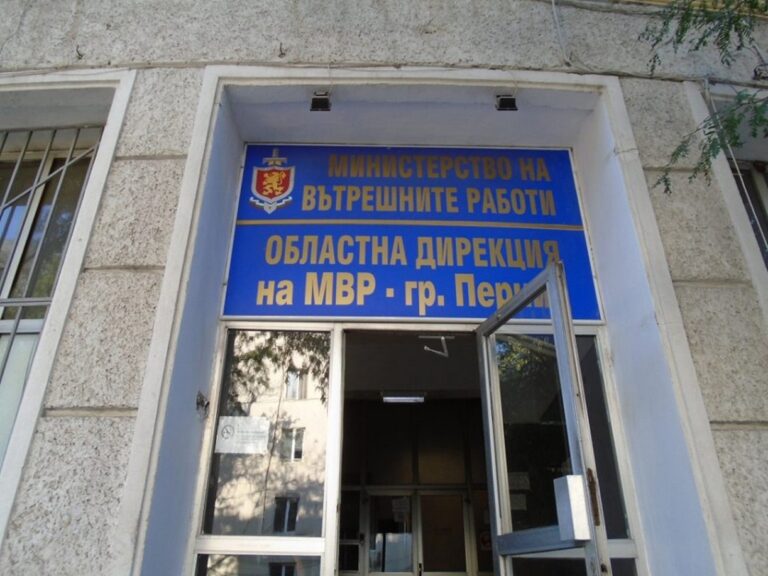 МИНИСТЕРСТВО НА
ВЪТРЕШНИТЕ РАБОТИ
ОБЛАСТНА ДИРЕКЦИЯ
на МВР - гр.